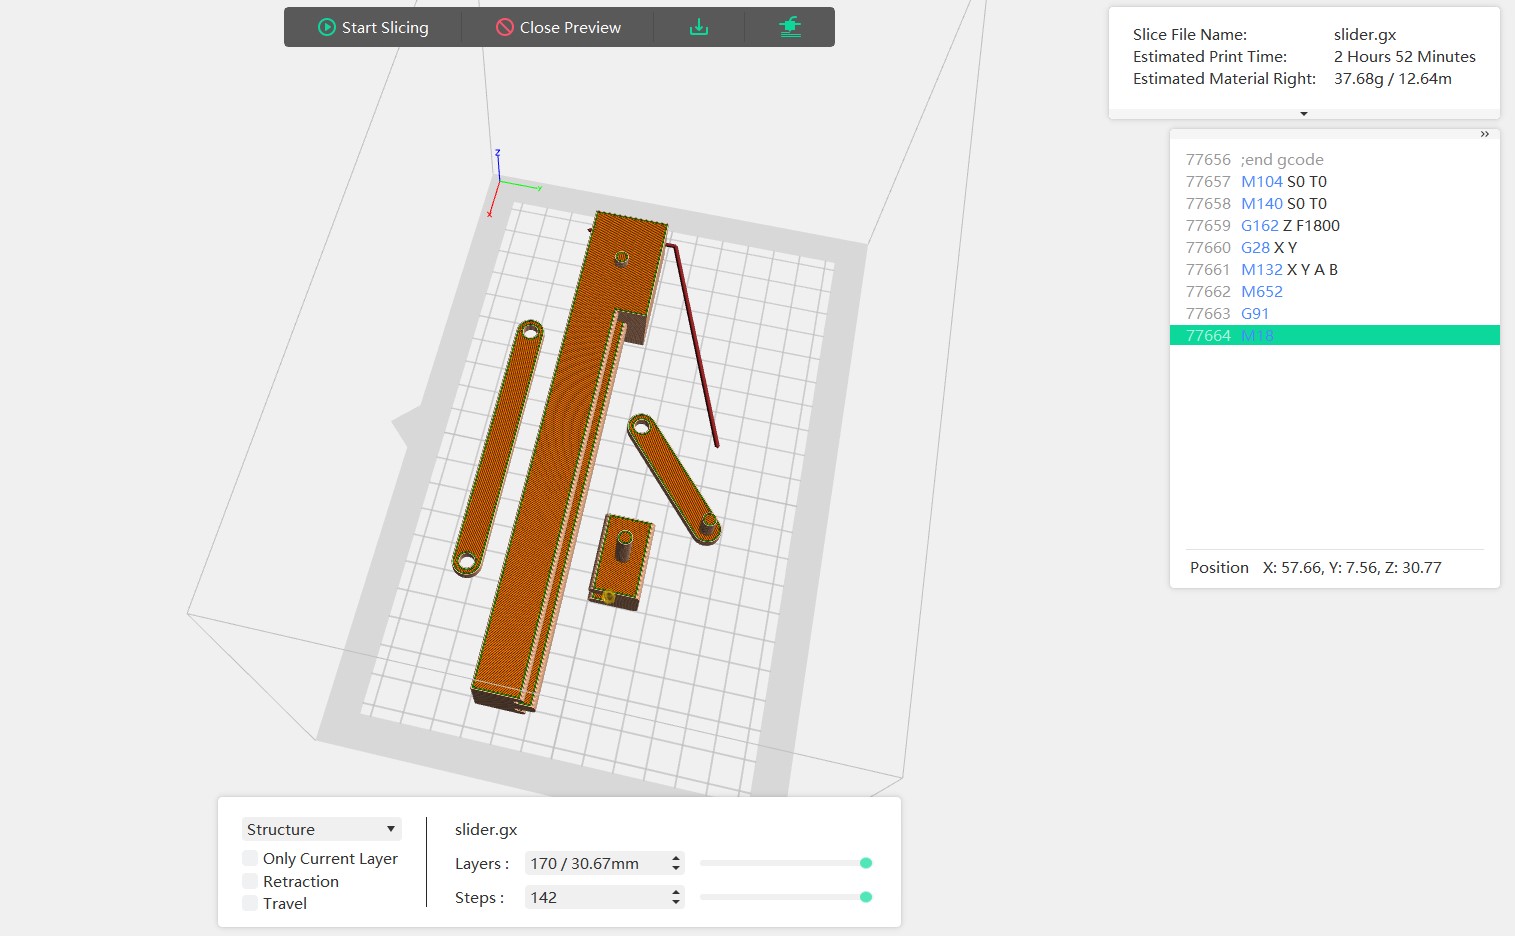 Start Slicing
Close Preview
Slice File Name: slider.gx
Estimated Print Time: 2 Hours 52 Minutes
Estimated Material Right: 37.68g / 12.64m
77656 ;end gcode
77657 M104 S0 T0
77658 M140 S0 T0
77659 G162 Z F1800
77660 G28 X Y
77661 M132 X Y A B
77662 M652
77663 G91
77664 M18
Position X: 57.66, Y: 7.56, Z: 30.77
Z
Y
X
Structure
Only Current Layer
Retraction
Travel
slider.gx
Layers : 170 / 30.67mm
Steps : 142